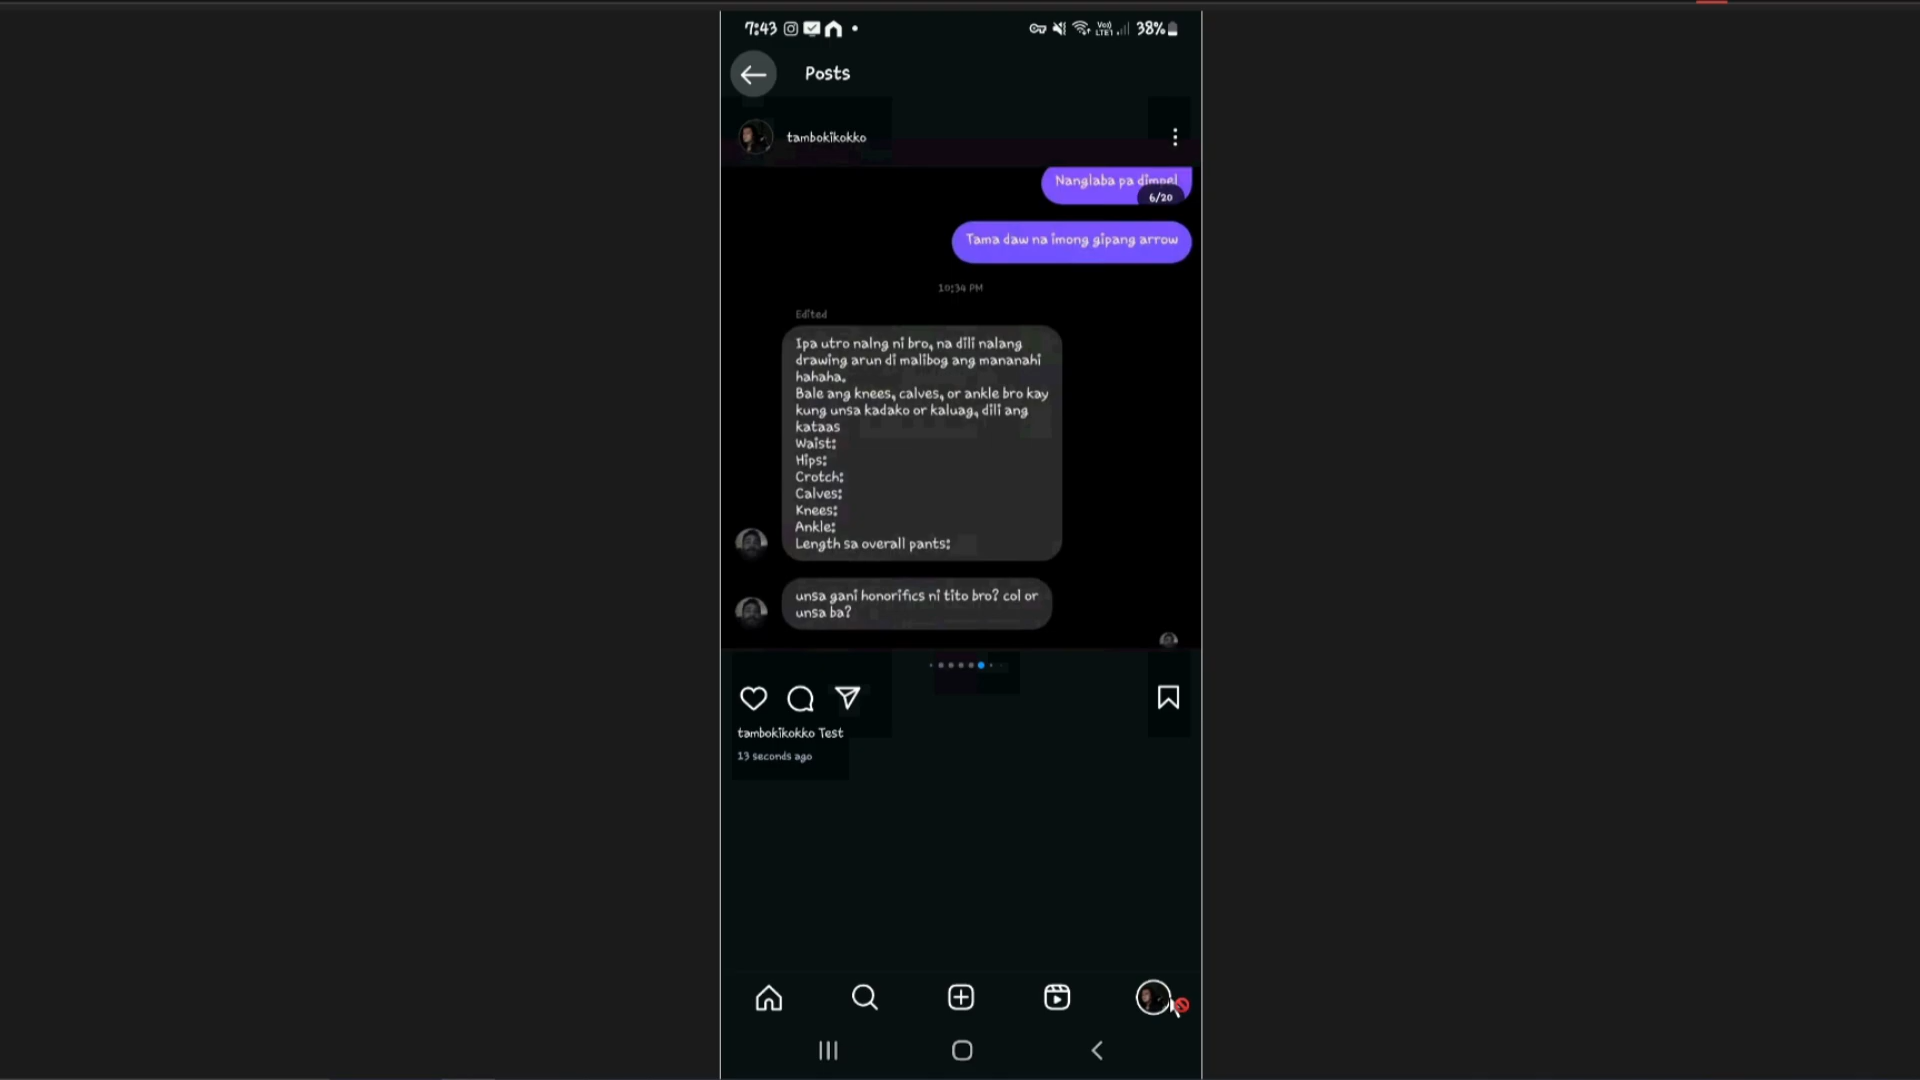 7:43
Vo))
LTE1
38%
Posts
tambokikokko
Nanglaba pa dimpel
6/20
Tama daw na imong gipang arrow
10:34 PM
Edited
Ipa utro nalng ni bro, na dili nalang
drawing arun di malibog ang mananahi
hahaha.
Bale ang knees, calves, or ankle bro kay
kung unsa kadako or kaluag, dili ang
kataas
Waist:
Hips:
Crotch:
Calves:
Knees:
Ankle:
Length sa overall pants:
unsa gani honorifics ni tito bro? col or
unsa ba?
tambokikokko Test
13 seconds ago